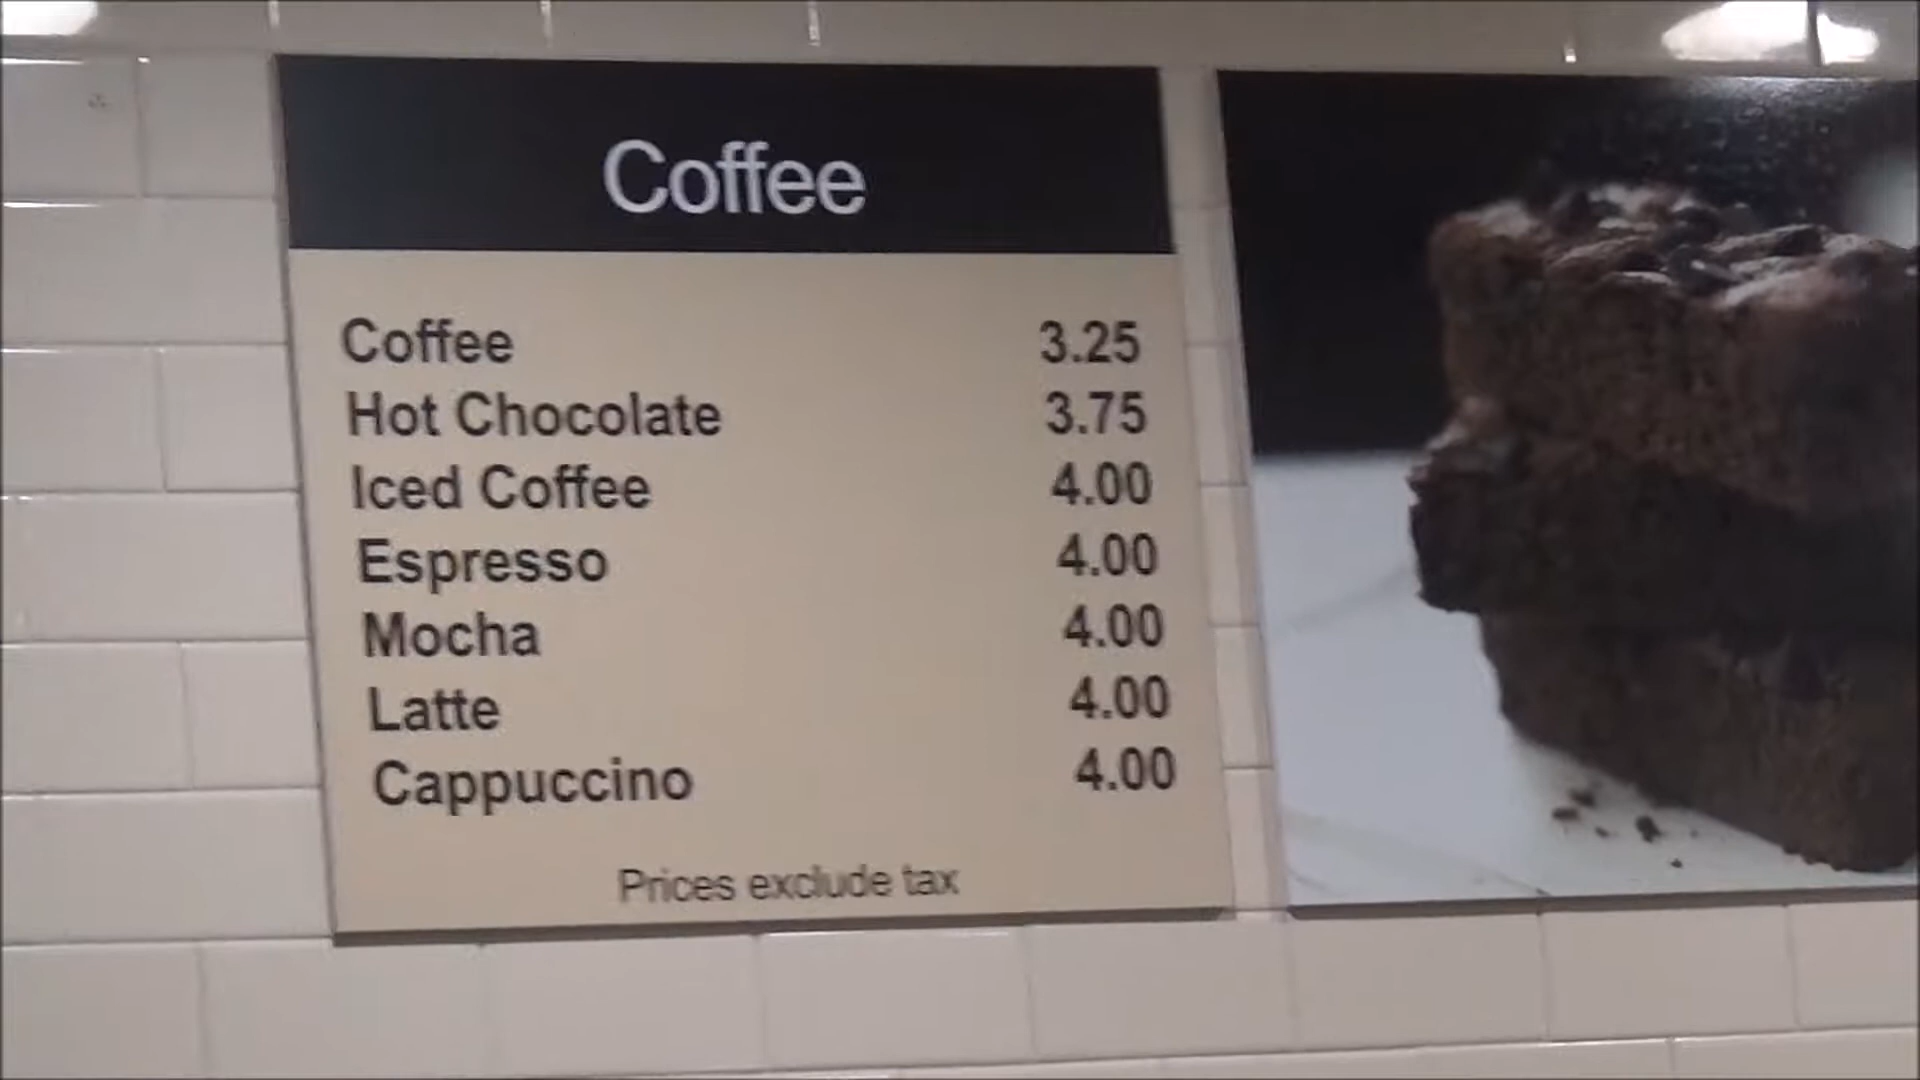 Coffee
Coffee 3.25
Hot Chocolate 3.75
Iced Coffee 4.00
Espresso 4.00
Mocha 4.00
Latte 4.00
Cappuccino 4.00
Prices exclude tax